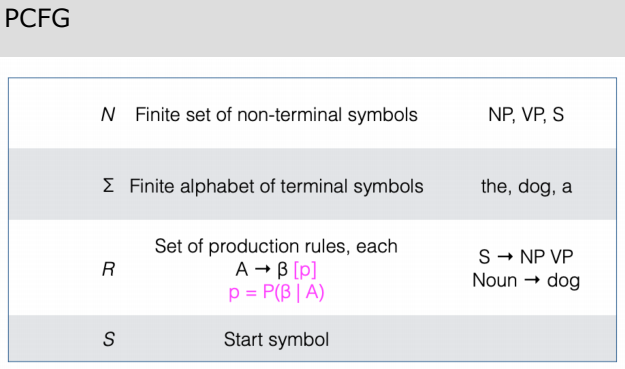 PCFG
N Finite set of non-terminal symbols NP, VP, S
Σ Finite alphabet of terminal symbols the, dog, a
R Set of production rules, each
A → β [p]
p = P(β | A)
S → NP VP
Noun → dog
S Start symbol